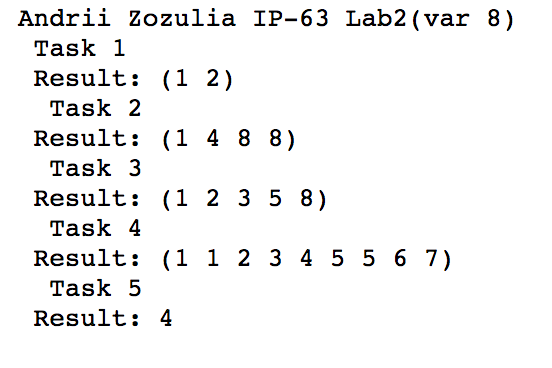 Andrii Zozulia IP-63 Lab2(var 8)
Task 1
Result: (1 2)
Task 2
Result: (1 4 8 8)
Task 3
Result: (1 2 3 5 8)
Task 4
Result: (1 1 2 3 4 5 5 6 7)
Task 5
Result: 4